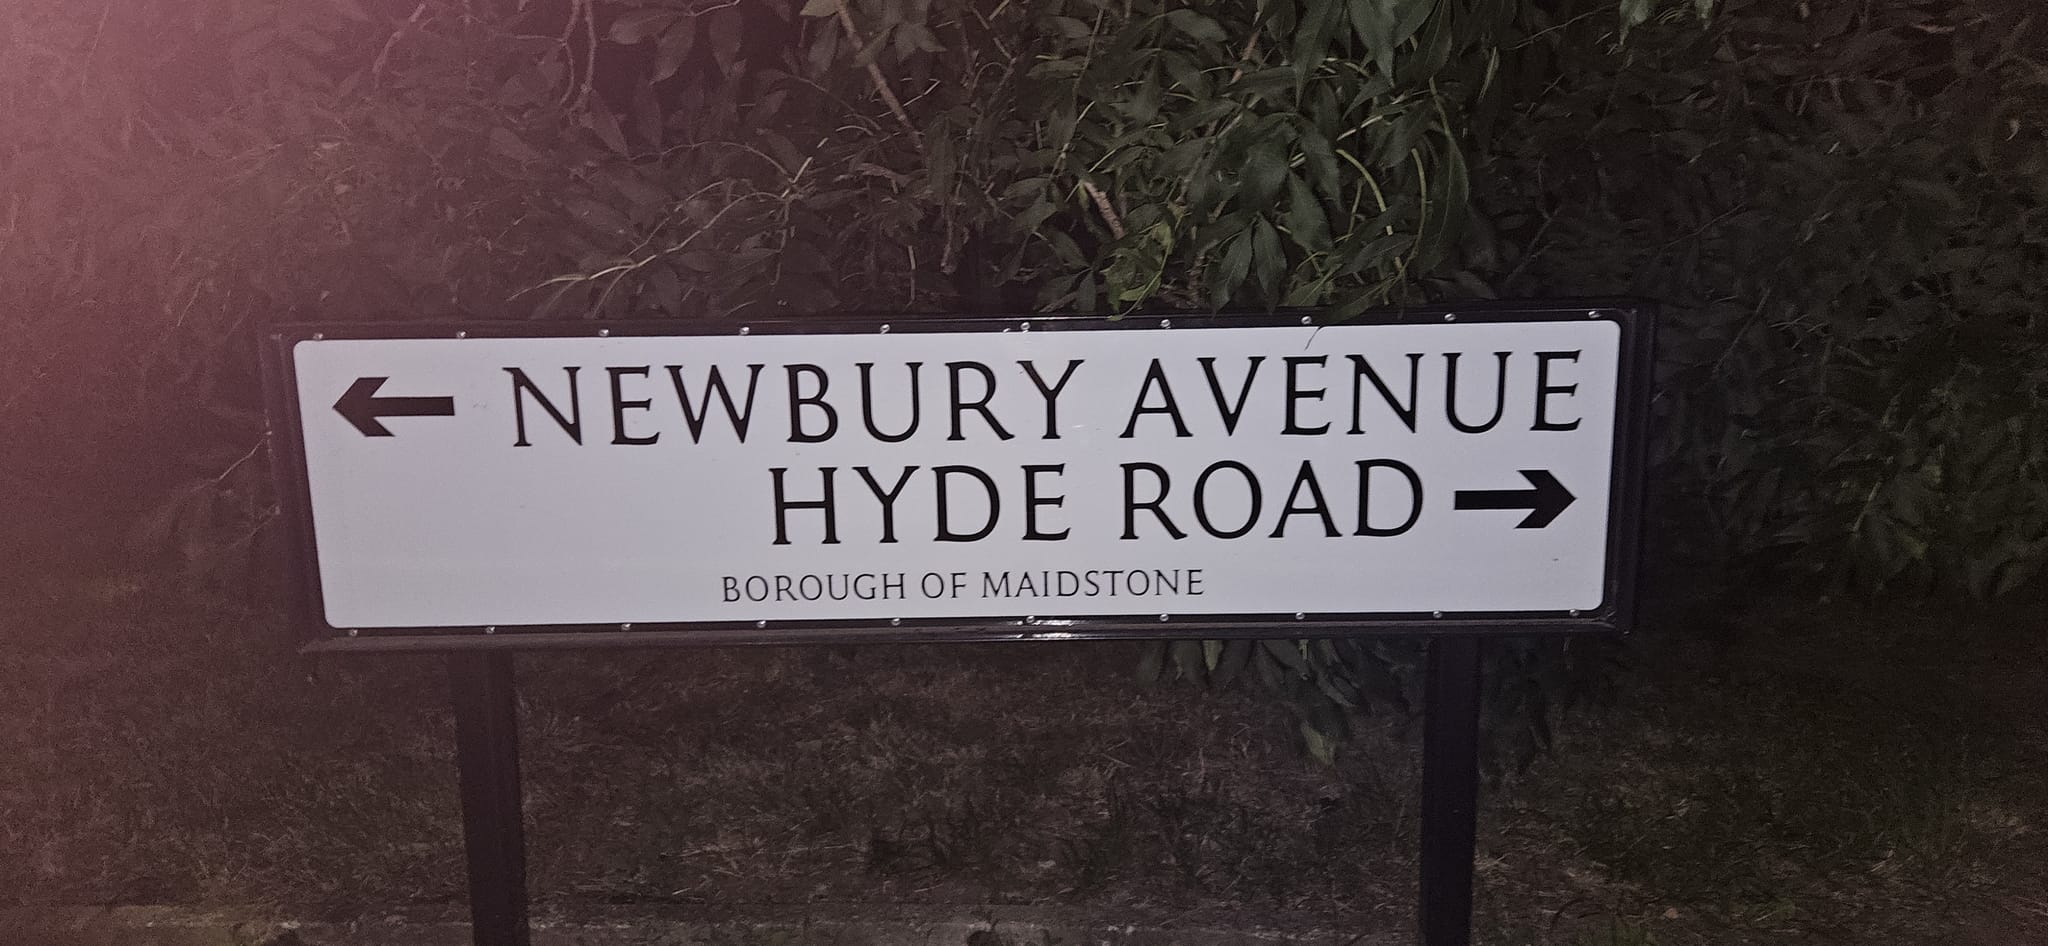 ← NEWBURY AVENUE
HYDE ROAD →
BOROUGH OF MAIDSTONE